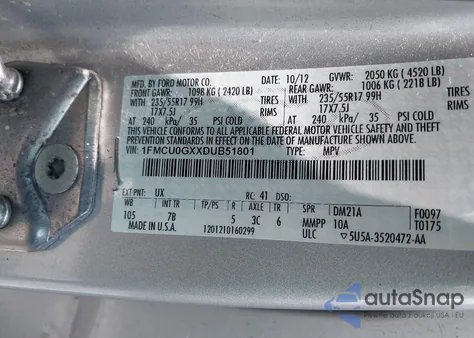 MFD. BY FORD MOTOR CO.
10/12 GVWR: 2050 KG ( 4520 LB)
FRONT GAWR: 1098 KG (2420 LB) REAR GAWR: 1006 KG ( 2218 LB)
WITH 235/55R17 99H TIRES WITH 235/55R17 99H TIRES
17X7.5J RIMS 17X7.5J RIMS
AT 240 kPa/ 35 PSI COLD AT 240 kPa/ 35 PSI COLD
THIS VEHICLE CONFORMS TO ALL APPLICABLE FEDERAL MOTOR VEHICLE SAFETY AND THEFT PREVENTION STANDARDS IN EFFECT ON THE DATE OF MANUFACTURE SHOWN ABOVE.
VIN: 1FMCU0GXXDUB51801 TYPE: MPV
EXT PNT: UX RC: 41 DSO:
WB INT TR TP/PS R AXLE TR SPR DM21A F0097
105 7B 5 3C 6 MMPP 10A T0175
MADE IN U.S.A. 1201210160299 ULC 5U5A-3520472-AA
autoSnap
Pewne auto z USA i EU